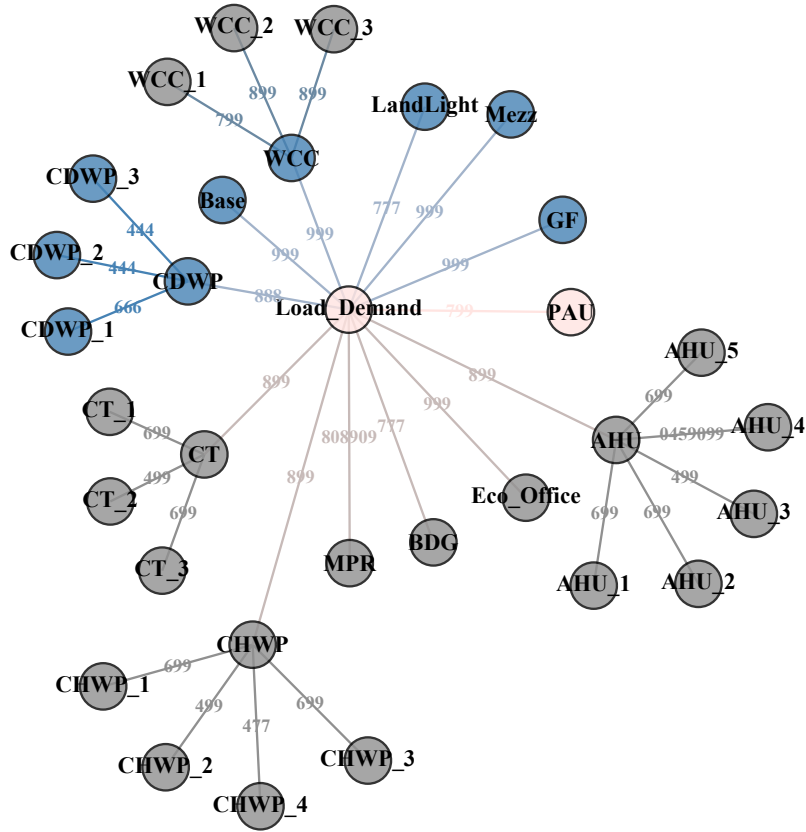 WCC_2
WCC_3
WCC_1
899
899
799
LandLight
Mezz
WCC
CDWP_3
Base
777
999
GF
444
999
CDWP_2
999
999
444
CDWP
888
666
Load_Demand
799
PAU
CDWP_1
AHU_5
899
899
999
699
CT_1
777
AHU_4
699
808909
0459099
AHU
CT
499
899
499
Eco_Office
CT_2
699
699
699
AHU_3
BDG
CT_3
MPR
AHU_1
AHU_2
CHWP
699
CHWP_1
499
699
477
CHWP_2
CHWP_3
CHWP_4